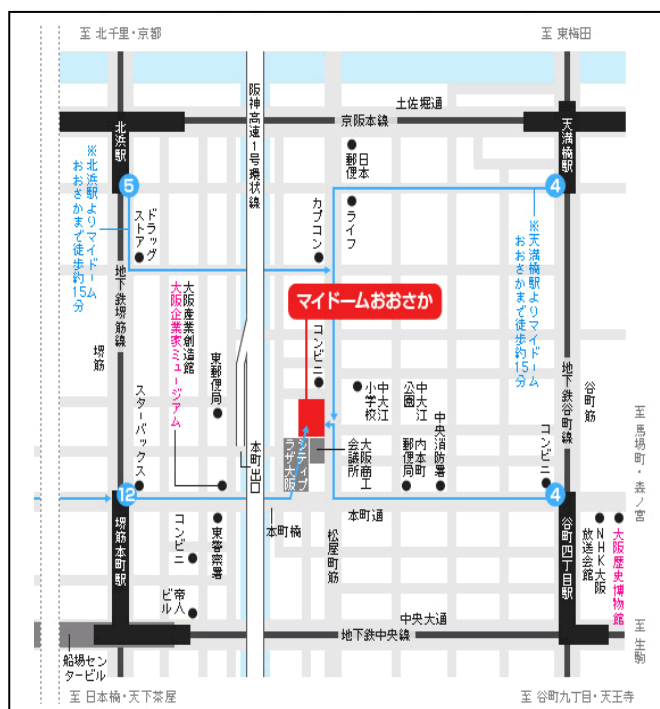 至 北千里・京都
至 東梅田
土佐堀通
京阪本線
北浜駅
天満橋駅
阪神高速1号環状線
日本
郵便局
5
4
※北浜駅よりマイドーム
おおさかまで徒歩約15分
ドラッグ
ストア
カプコン
ライフ
※天満橋駅よりマイドーム
おおさかまで徒歩約15分
マイドームおおさか
地下鉄堺筋線
堺筋
大阪産業創造館
大阪企業家ミュージアム
東郵便局
コンビニ
中大江
小学校
中大江
公園
地下鉄谷町線
谷町筋
スターバックス
本町出口
シティプ
ラザ大阪
大阪商工
会議所
内本町
郵便局
中央消防署
コンビニ
至 馬場町・森ノ宮
12
4
本町橋
本町通
堺筋本町駅
コンビニ
東警察署
松屋町筋
谷町四丁目駅
NHK大阪
放送会館
大阪歴史博物館
帝人
ビル
中央大通
地下鉄中央線
至 生駒
船場セン
タービル
至 日本橋・天下茶屋
至 谷町九丁目・天王寺